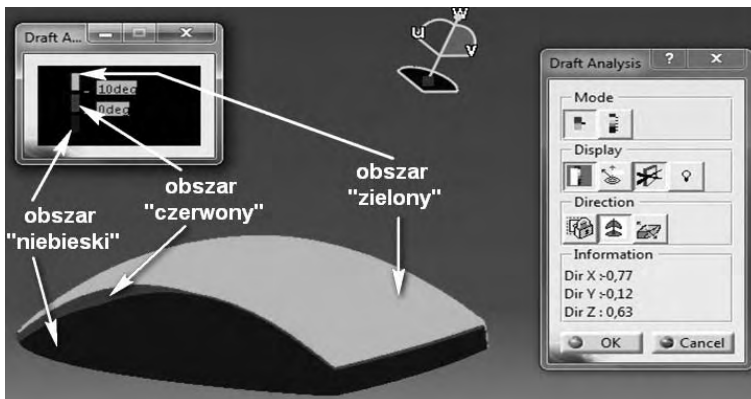 Draft A...
10deg
0deg
w
u
v
obszar
"niebieski"
obszar
"czerwony"
obszar
"zielony"
Draft Analysis
?
Mode
Display
Direction
Information
Dir X :-0,77
Dir Y :-0,12
Dir Z : 0,63
OK
Cancel